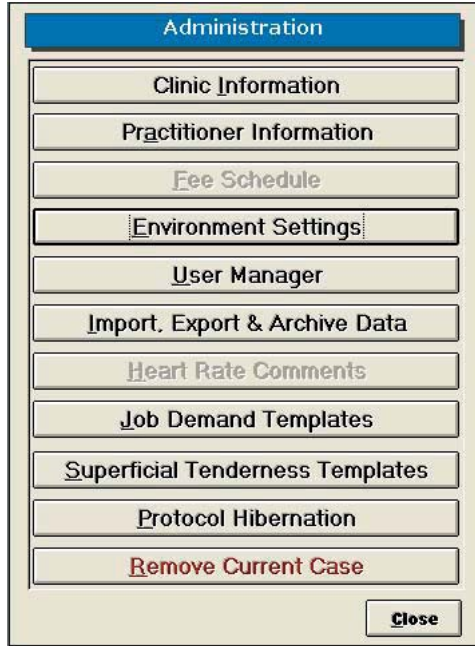 Administration
Clinic Information
Practitioner Information
Fee Schedule
Environment Settings
User Manager
Import, Export & Archive Data
Heart Rate Comments
Job Demand Templates
Superficial Tenderness Templates
Protocol Hibernation
Remove Current Case
Close